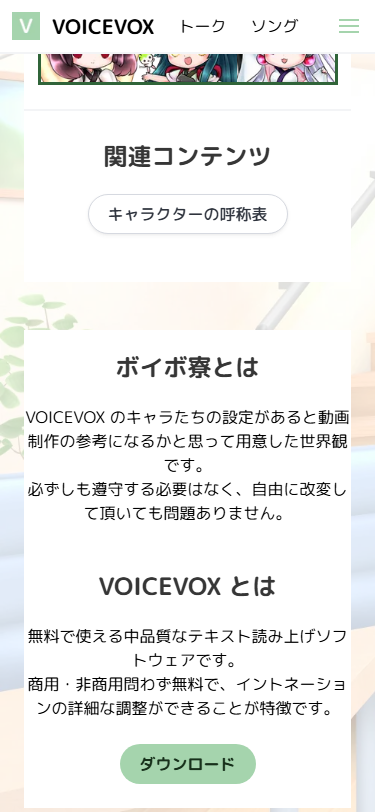 V VOICEVOX トーク ソング
関連コンテンツ
キャラクターの呼称表
ボイボ寮とは
VOICEVOX のキャラたちの設定があると動画
制作の参考になるかと思って用意した世界観
です。
必ずしも遵守する必要はなく、自由に改変し
て頂いても問題ありません。
VOICEVOX とは
無料で使える中品質なテキスト読み上げソフ
トウェアです。
商用・非商用問わず無料で、イントネーショ
ンの詳細な調整ができることが特徴です。
ダウンロード